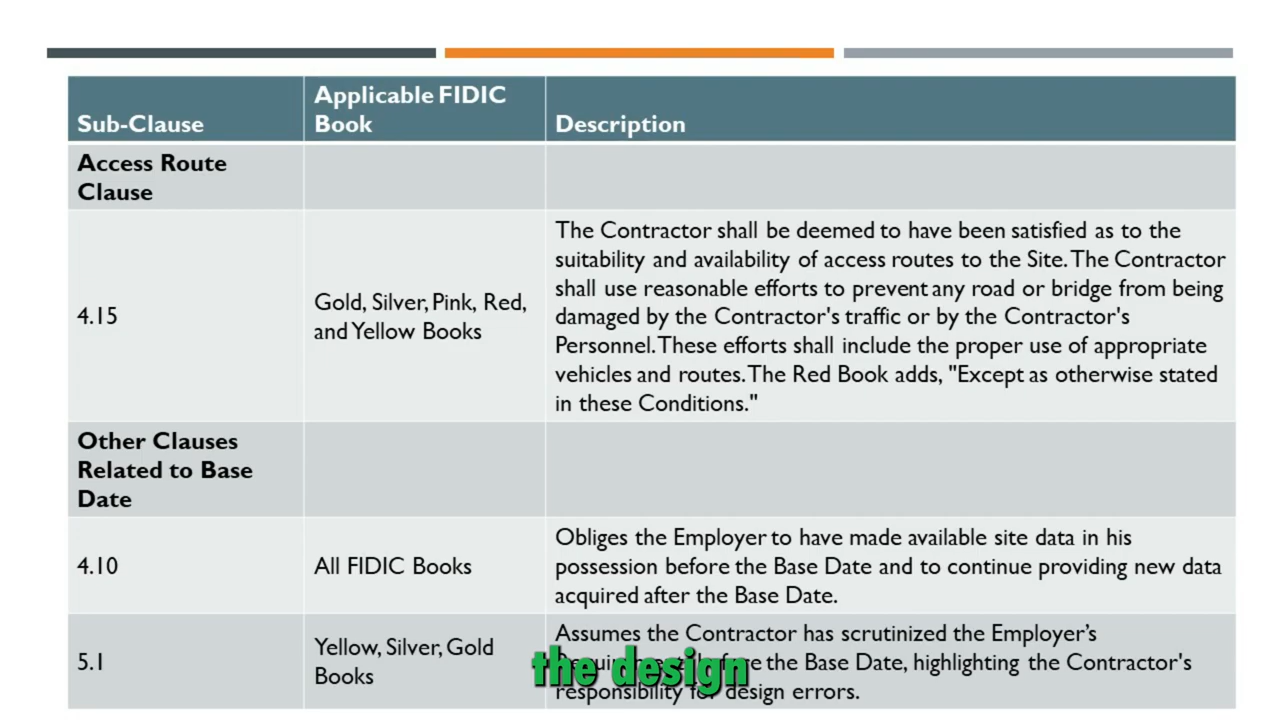 Sub-Clause
Applicable FIDIC
Book
Description
Access Route
Clause
4.15
Gold, Silver, Pink, Red,
and Yellow Books
The Contractor shall be deemed to have been satisfied as to the
suitability and availability of access routes to the Site. The Contractor
shall use reasonable efforts to prevent any road or bridge from being
damaged by the Contractor's traffic or by the Contractor's
Personnel. These efforts shall include the proper use of appropriate
vehicles and routes. The Red Book adds, "Except as otherwise stated
in these Conditions."
Other Clauses
Related to Base
Date
4.10
All FIDIC Books
Obliges the Employer to have made available site data in his
possession before the Base Date and to continue providing new data
acquired after the Base Date.
5.1
Yellow, Silver, Gold
Books
Assumes the Contractor has scrutinized the Employer’s
the Base Date, highlighting the Contractor's
responsibility for design errors.
the design